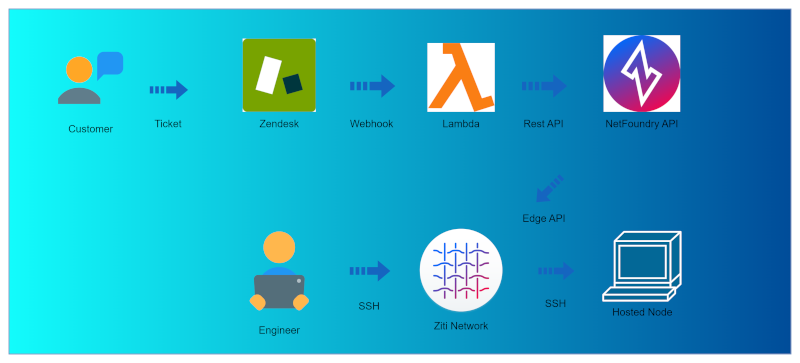 Customer
Ticket
Zendesk
Webhook
Lambda
Rest API
NetFoundry API
Edge API
Engineer
SSH
Ziti Network
SSH
Hosted Node